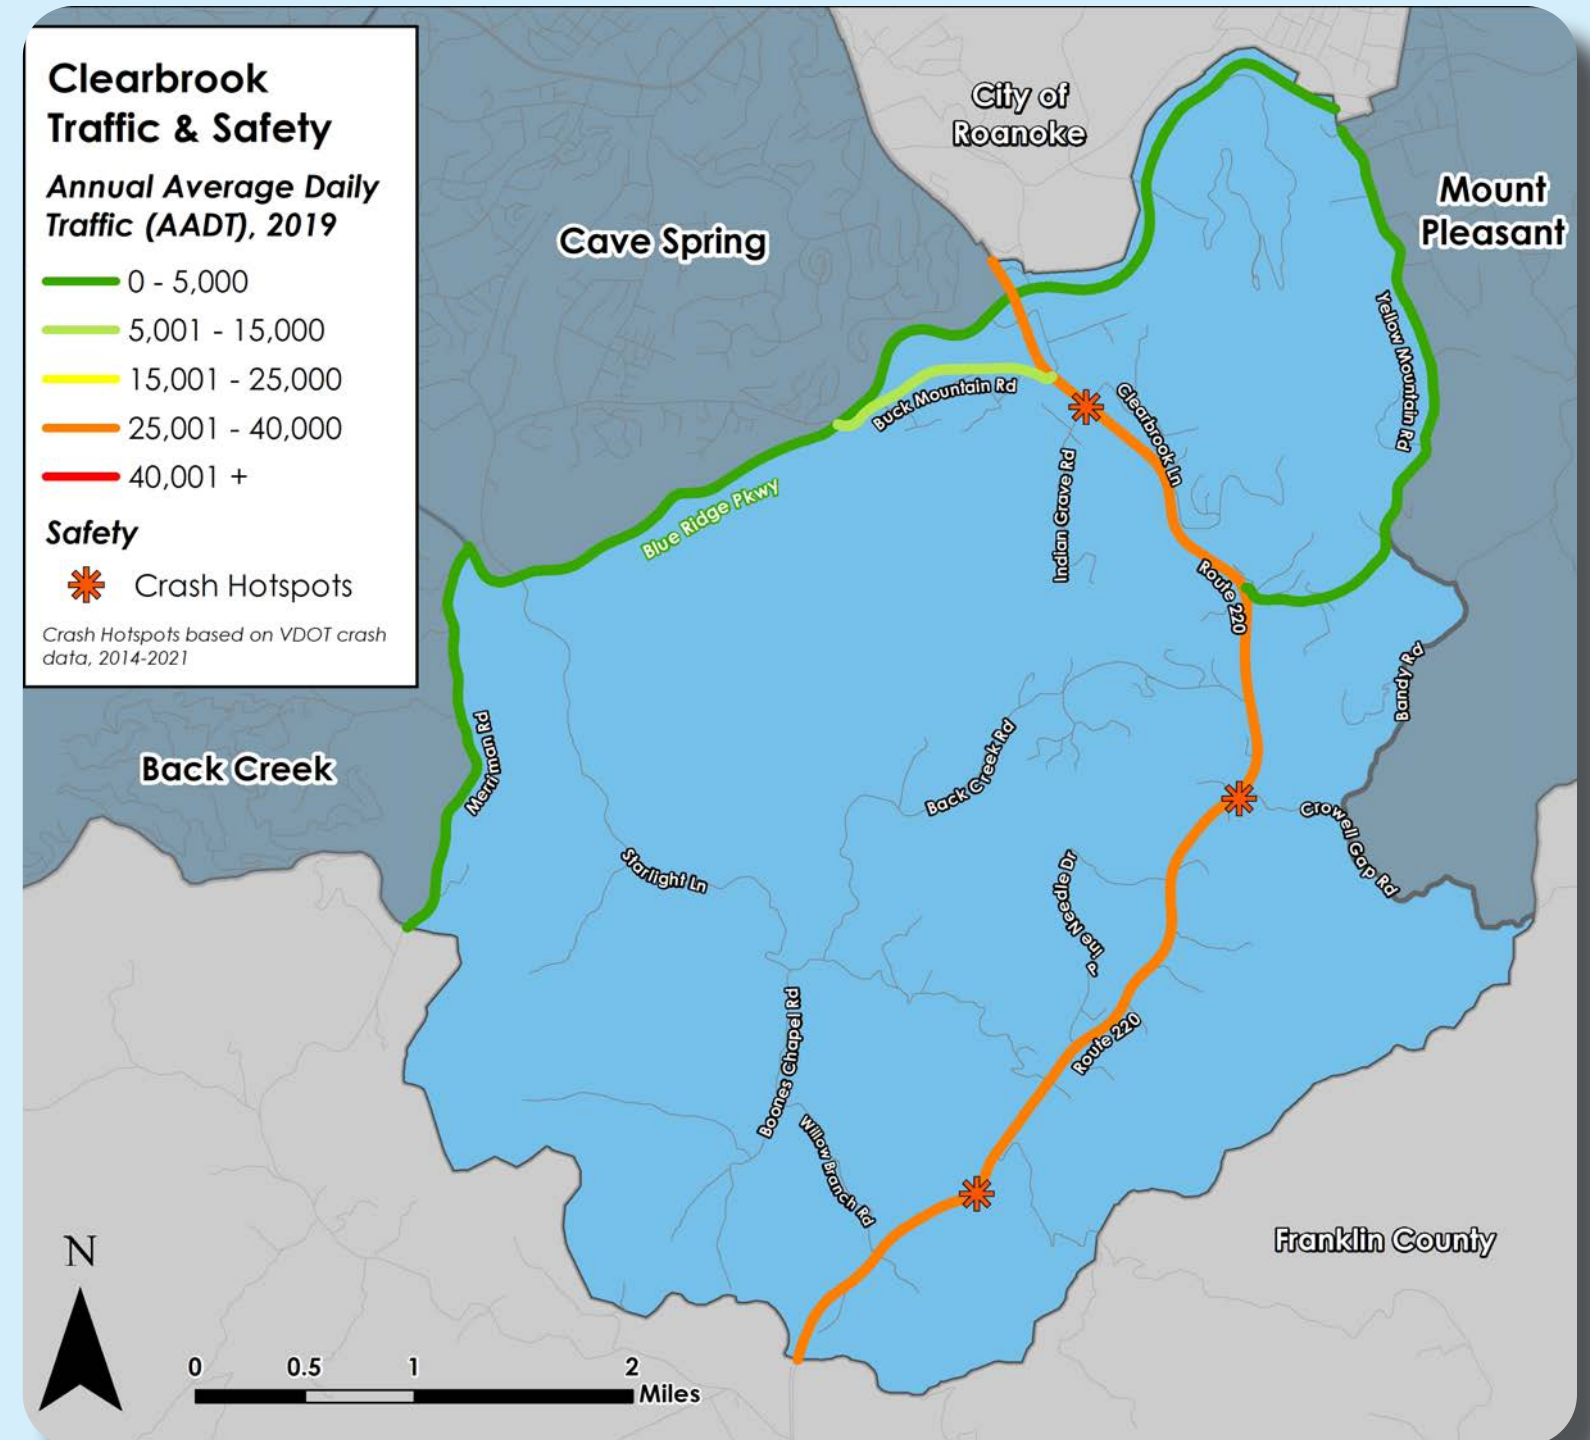 Clearbrook
Traffic & Safety
Annual Average Daily
Traffic (AADT), 2019
0 - 5,000
5,001 - 15,000
15,001 - 25,000
25,001 - 40,000
40,001 +
Safety
Crash Hotspots
Crash Hotspots based on VDOT crash
data, 2014-2021
City of
Roanoke
Mount
Pleasant
Cave Spring
Yellow Mountain Rd
Buck Mountain Rd
Clearbrook Ln
Indian Grave Rd
Blue Ridge Pkwy
Route 220
Bandy Rd
Merriman Rd
Back Creek
Back Creek Rd
Crowell Gap Rd
Starlight Ln
Pine Needle Dr
Boones Chapel Rd
Route 220
Willow Branch Rd
Franklin County
N
0 0.5 1 2
Miles